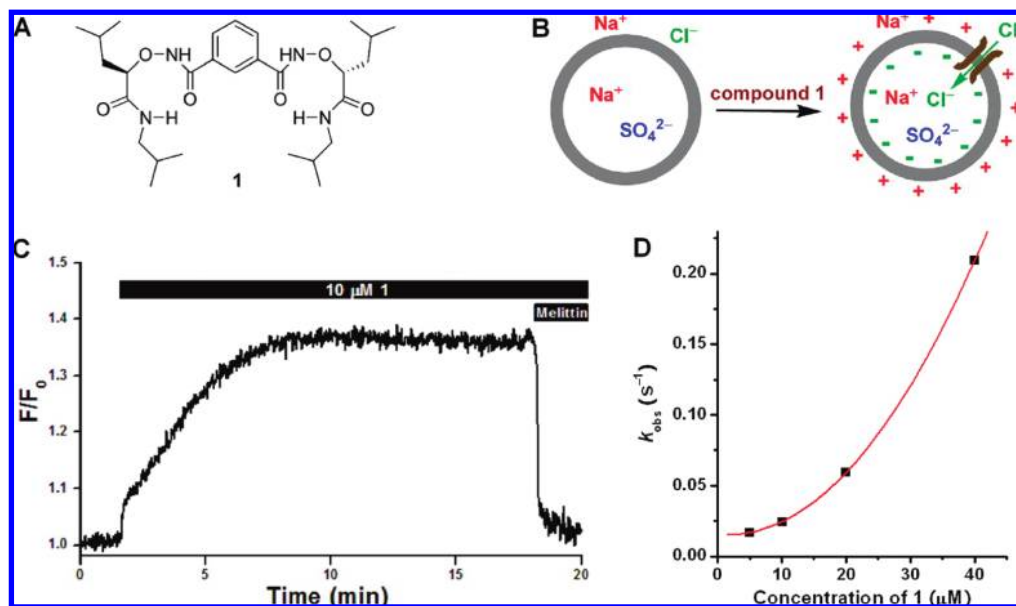 A
O
NH
HN
O
O
O
O
N-H
H-N
O
1
B
Na⁺
Cl⁻
Na⁺
SO₄²⁻
compound 1
Na⁺
Cl
Na⁺
Cl⁻
SO₄²⁻
C
1.5
1.4
1.3
1.2
1.1
1.0
F/F₀
10 μM 1
Melittin
0 5 10 15 20
Time (min)
D
0.20
0.15
0.10
0.05
0.00
k_obs (s⁻¹)
0 10 20 30 40
Concentration of 1 (μM)